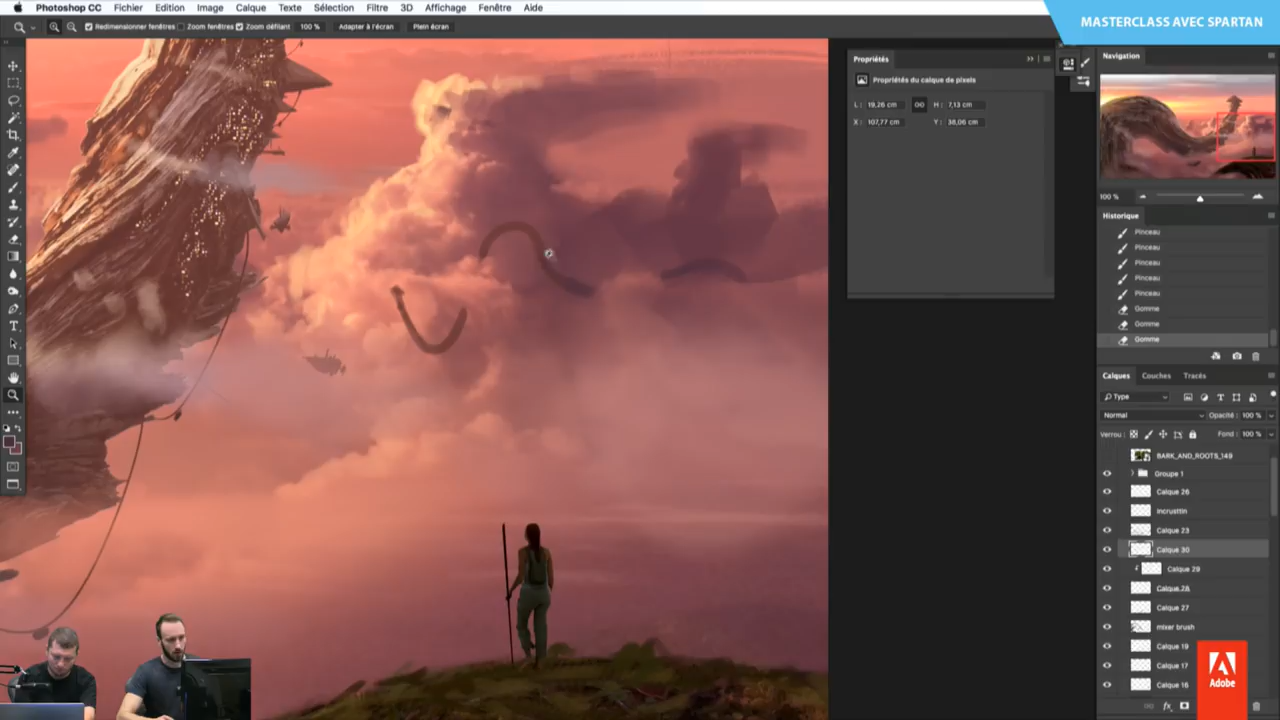 Photoshop CC Fichier Edition Image Calque Texte Sélection Filtre 3D Affichage Fenêtre Aide
MASTERCLASS AVEC SPARTAN
Redimensionner fenêtres Zoom fenêtres Zoom défilant 100 % Adapter à l'écran Plein écran
Propriétés
Propriétés du calque de pixels
L: 19,26 cm H: 7,13 cm
X: 107,77 cm Y: 36,06 cm
Navigation
100 %
Historique
Pinceau
Pinceau
Pinceau
Pinceau
Pinceau
Gomme
Gomme
Gomme
Calques Couches Tracés
Type
Normal Opacité : 100 %
Verrou : Fond : 100 %
BARK_AND_ROOTS_149
Groupe 1
Calque 26
incrusttin
Calque 23
Calque 30
Calque 29
Calque 28
Calque 27
mixer brush
Calque 19
Calque 17
Calque 16
Adobe